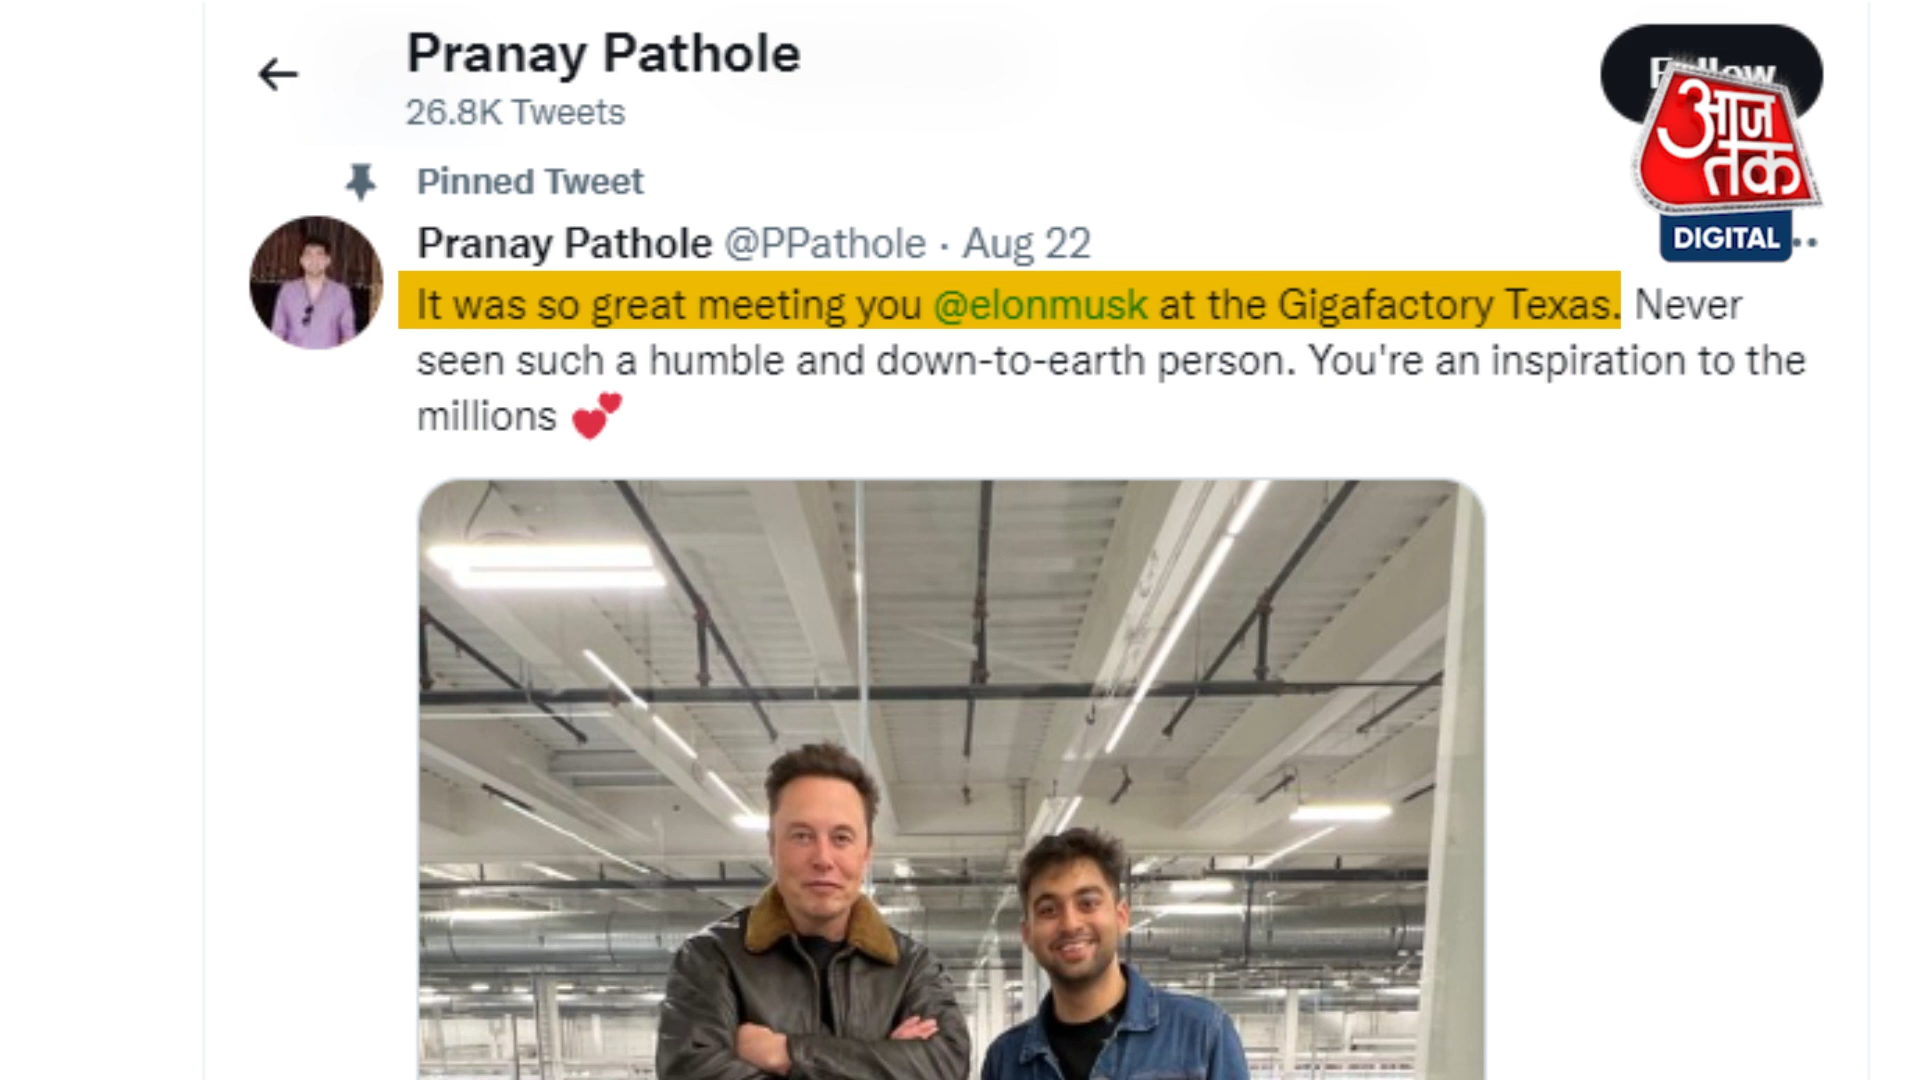 Pranay Pathole
26.8K Tweets
Follow
Pinned Tweet
Pranay Pathole @PPathole · Aug 22
It was so great meeting you @elonmusk at the Gigafactory Texas. Never
seen such a humble and down-to-earth person. You're an inspiration to the
millions 💕
आज
तक
DIGITAL